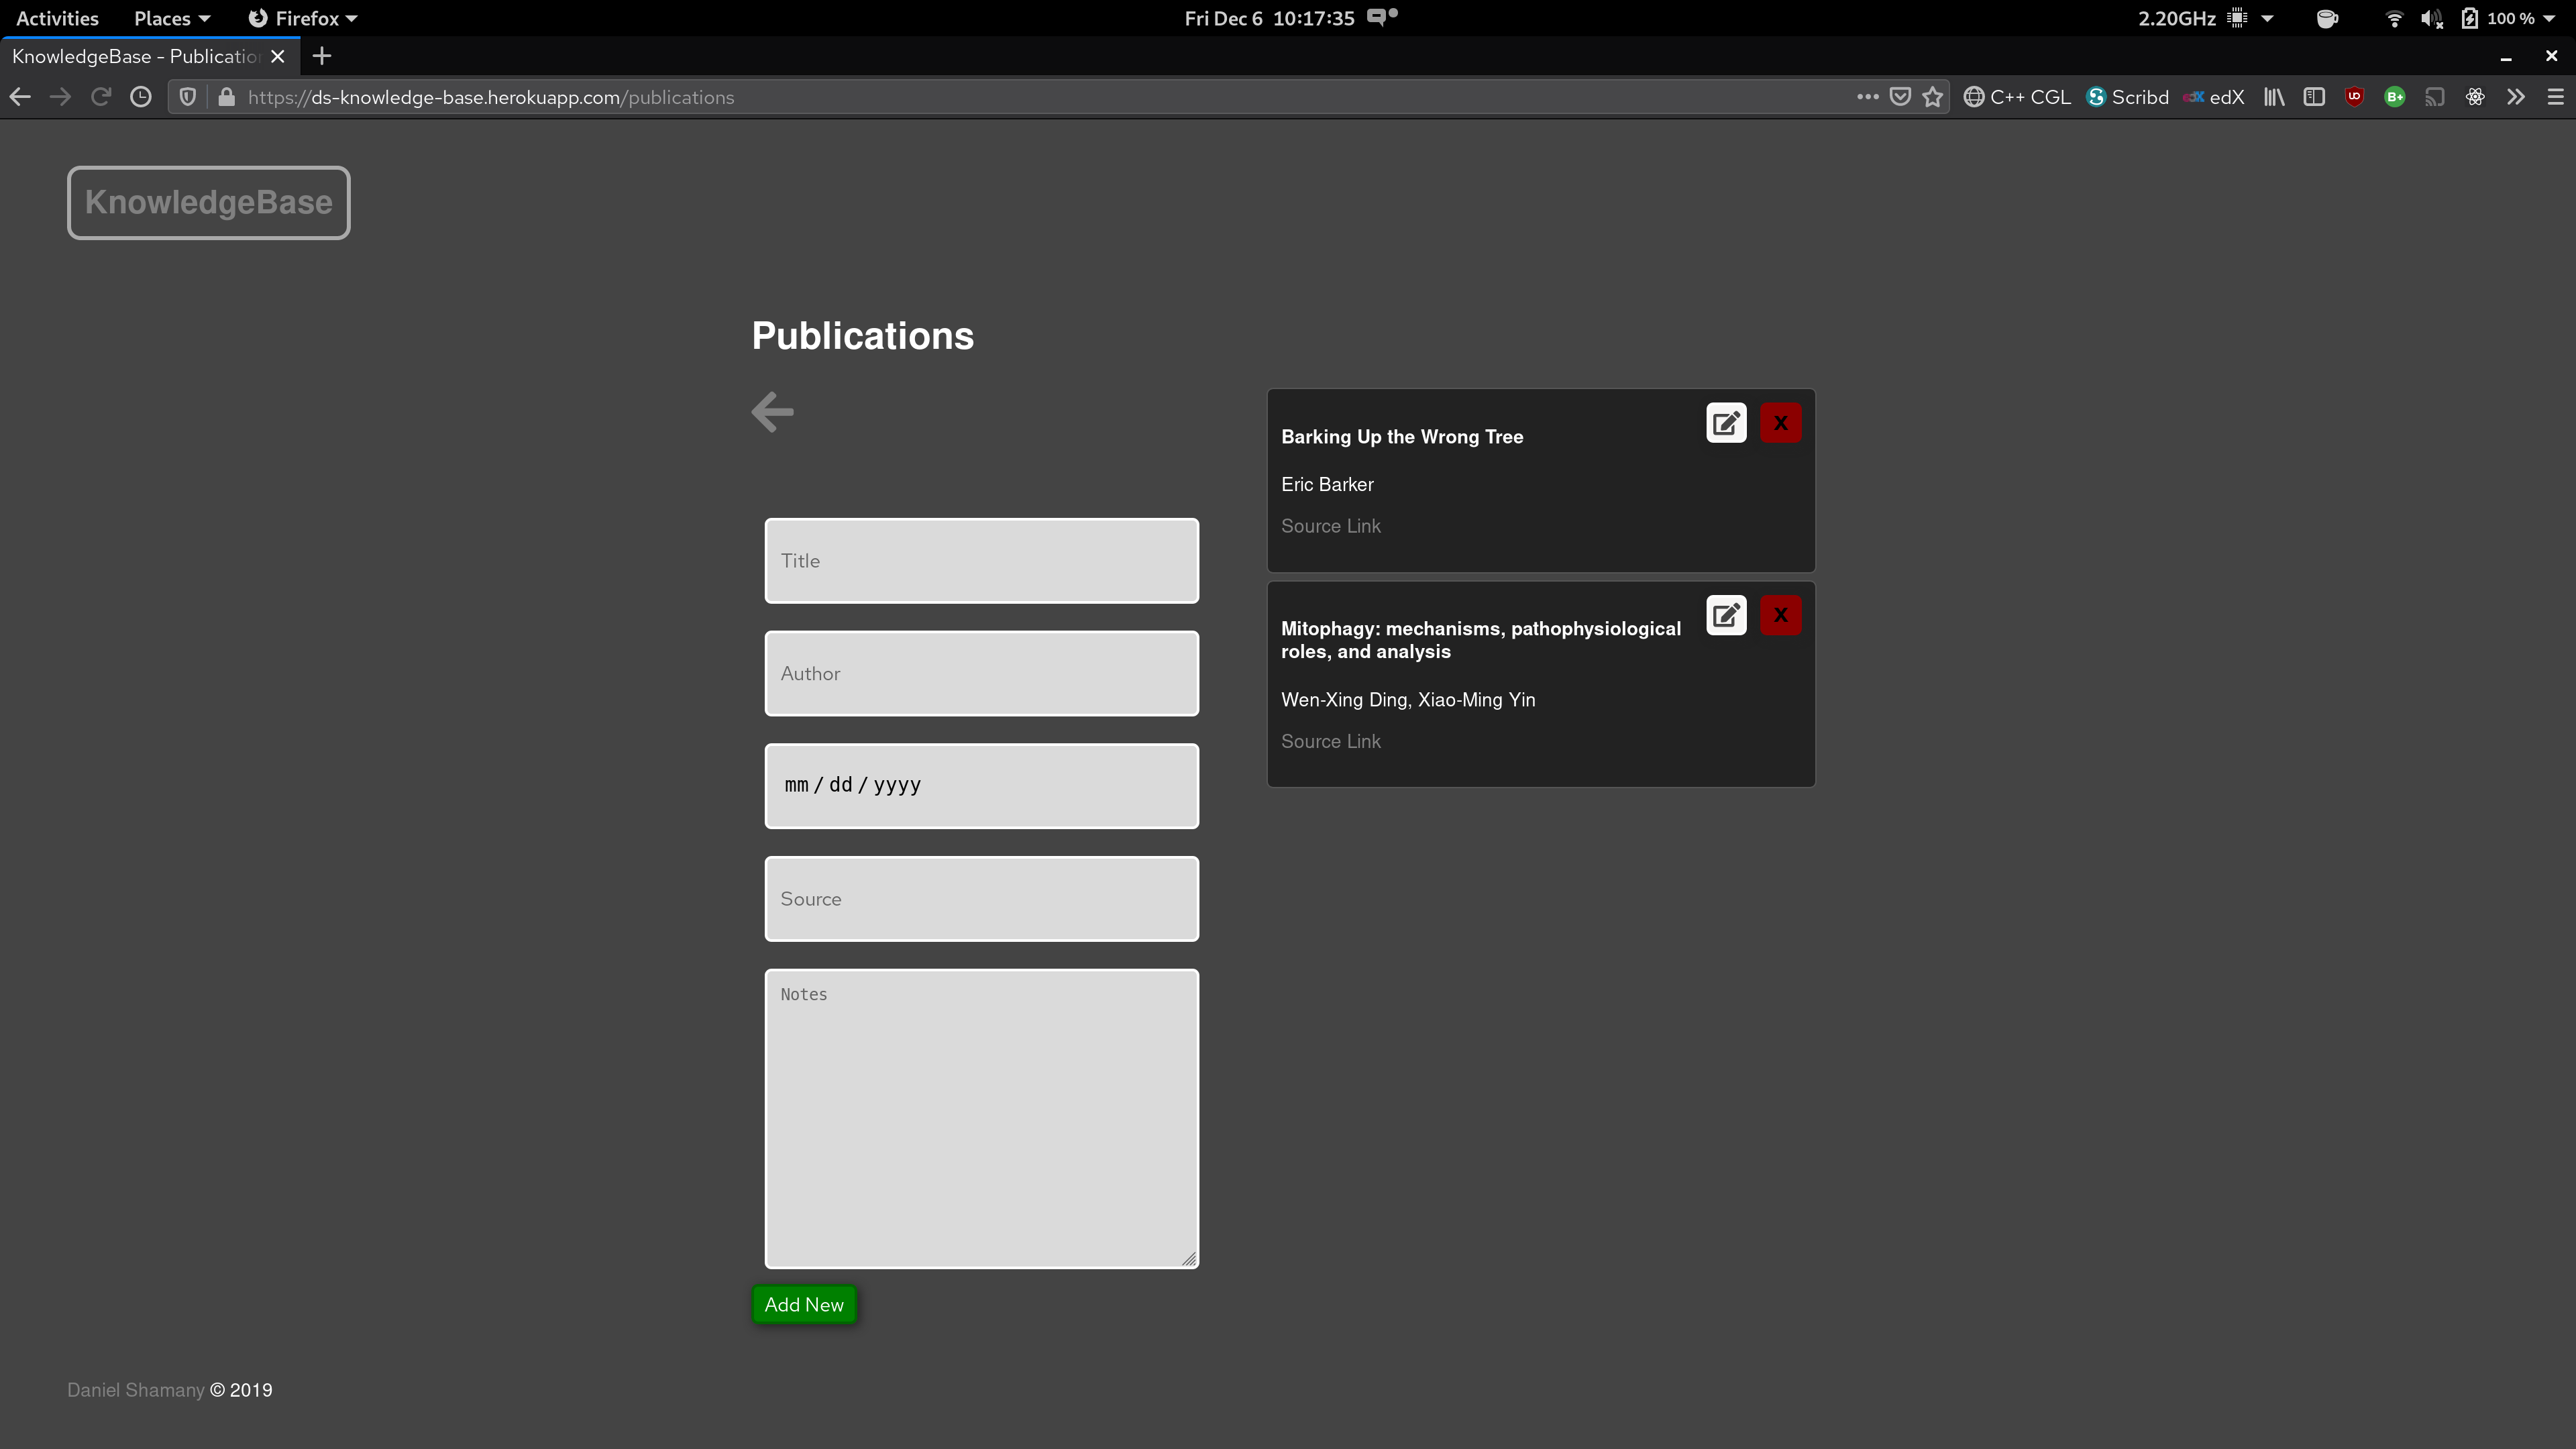 Activities Places Firefox Fri Dec 6 10:17:35 2.20GHz 100 %
KnowledgeBase - Publication
https://ds-knowledge-base.herokuapp.com/publications C++ CGL Scribd edX UO B+
KnowledgeBase
Publications
Title
Author
mm / dd / yyyy
Source
Notes
Add New
Barking Up the Wrong Tree X
Eric Barker
Source Link
Mitophagy: mechanisms, pathophysiological X
roles, and analysis
Wen-Xing Ding, Xiao-Ming Yin
Source Link
Daniel Shamany © 2019